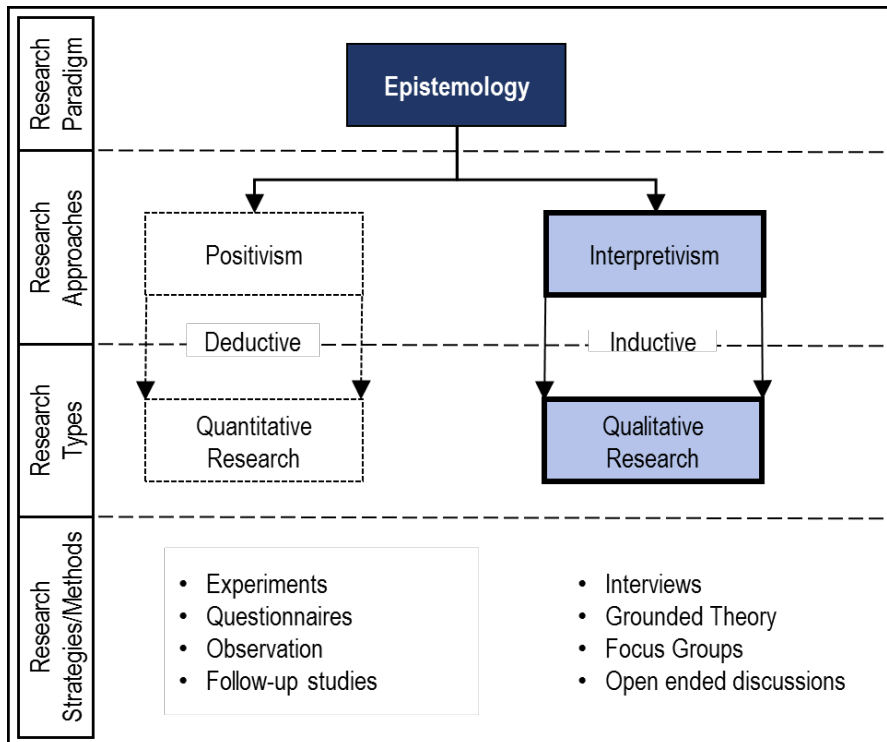 Research
Paradigm
Epistemology
Research
Approaches
Positivism
Interpretivism
Deductive
Inductive
Research
Types
Quantitative
Research
Qualitative
Research
Research
Strategies/Methods
• Experiments
• Questionnaires
• Observation
• Follow-up studies
• Interviews
• Grounded Theory
• Focus Groups
• Open ended discussions